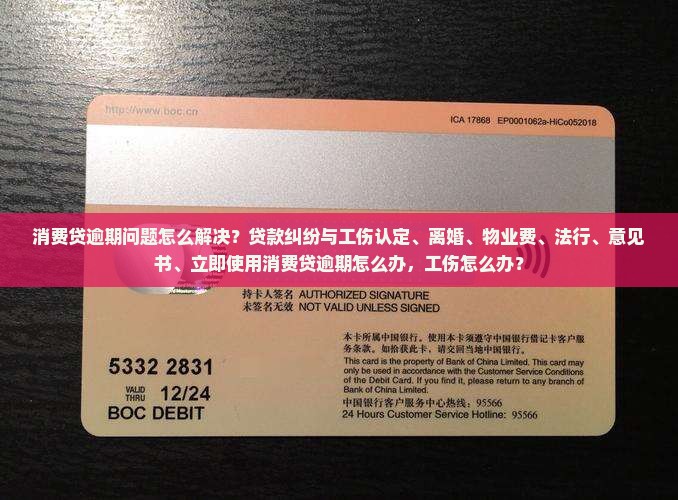 http://www.boc.cn
ICA 17868 EP0001062a-HiCo052018
消费贷逾期问题怎么解决？贷款纠纷与工伤认定、离婚、物业费、法行、意见
书、立即使用消费贷逾期怎么办，工伤怎么办？
持卡人签名 AUTHORIZED SIGNATURE
未签名无效 NOT VALID UNLESS SIGNED
本卡所属中国银行。使用本卡须遵守中国银行借记卡客户服
务条款。如拾获此卡，请交回当地中国银行。
This card is the property of Bank of China Limited. This card may
only be used in accordance with the Customer Service Conditions
of the Debit Card. If you find it, please return to any branch of
Bank of China Limited.
中国银行客户服务中心热线：95566
24 Hours Customer Service Hotline: 95566
5332 2831
VALID
THRU 12/24
BOC DEBIT